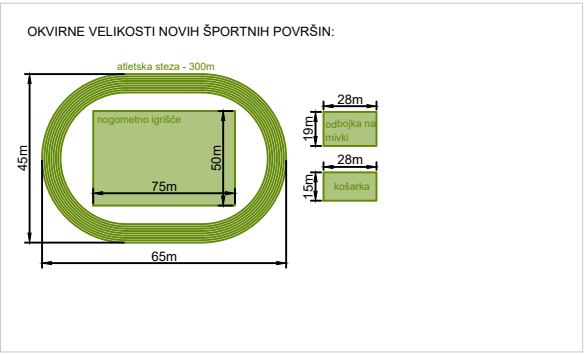 OKVIRNE VELIKOSTI NOVIH ŠPORTNIH POVRŠIN:
atletska steza - 300m
nogometno igrišče
45m
50m
75m
65m
28m
19m
odbojka na
mivki
28m
15m
košarka